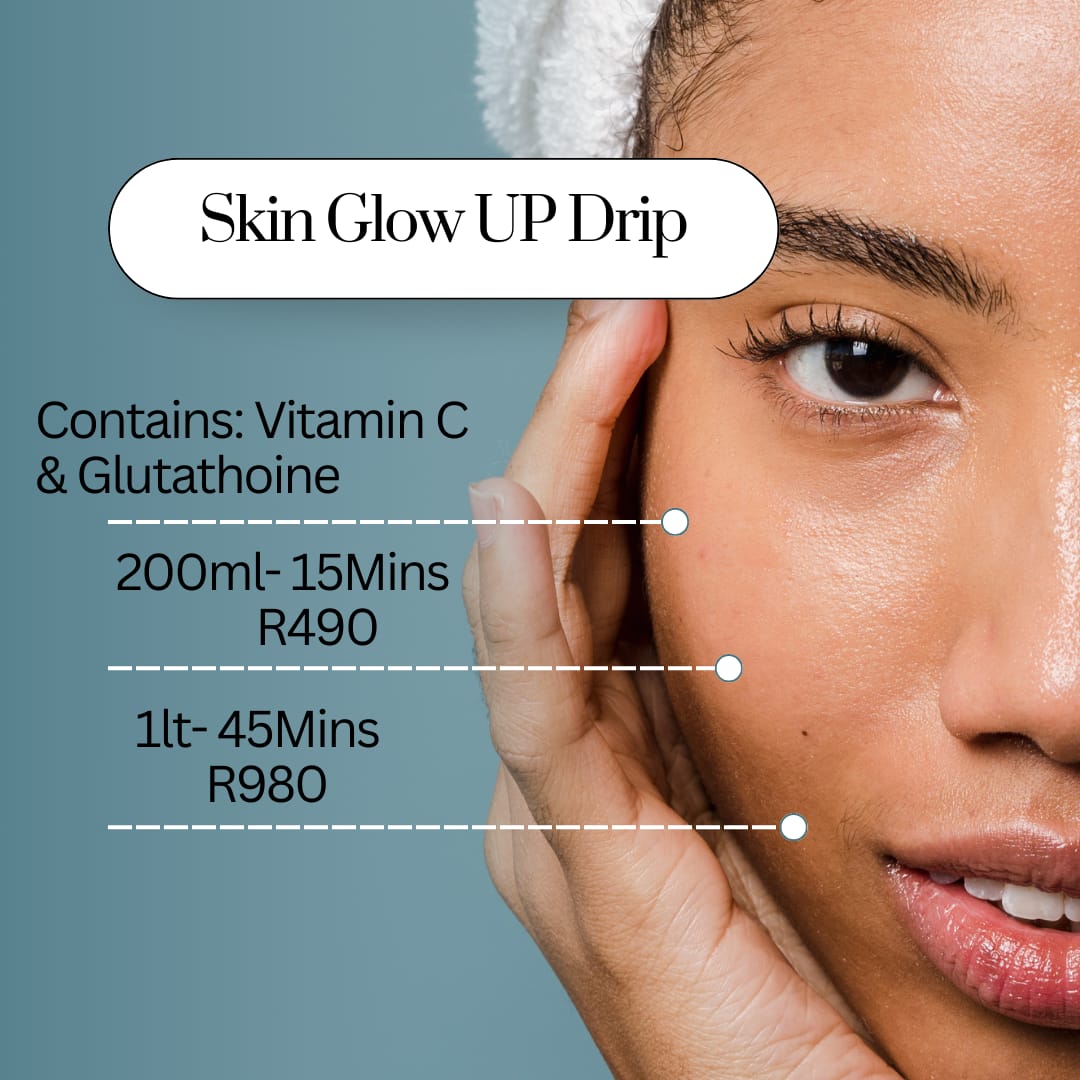 Skin Glow UP Drip
Contains: Vitamin C
& Glutathoine
200ml- 15Mins
R490
1lt- 45Mins
R980